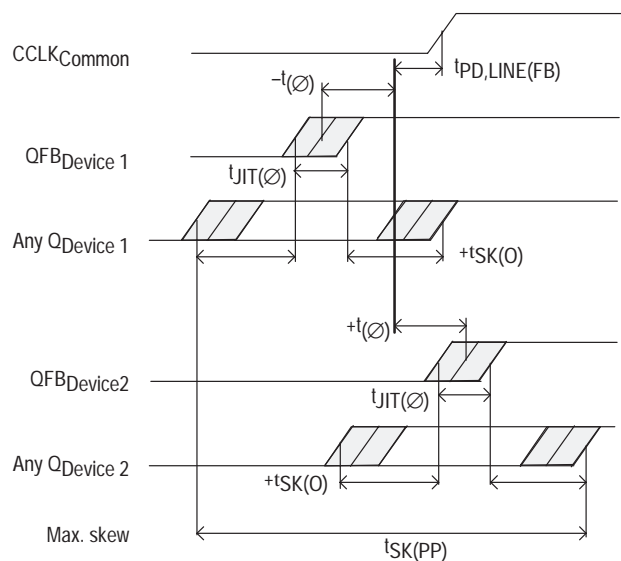 CCLKCommon
tPD,LINE(FB)
–t(∅)
QFBDevice 1
tJIT(∅)
Any QDevice 1
+tSK(O)
+t(∅)
QFBDevice2
tJIT(∅)
Any QDevice 2
+tSK(O)
Max. skew
tSK(PP)